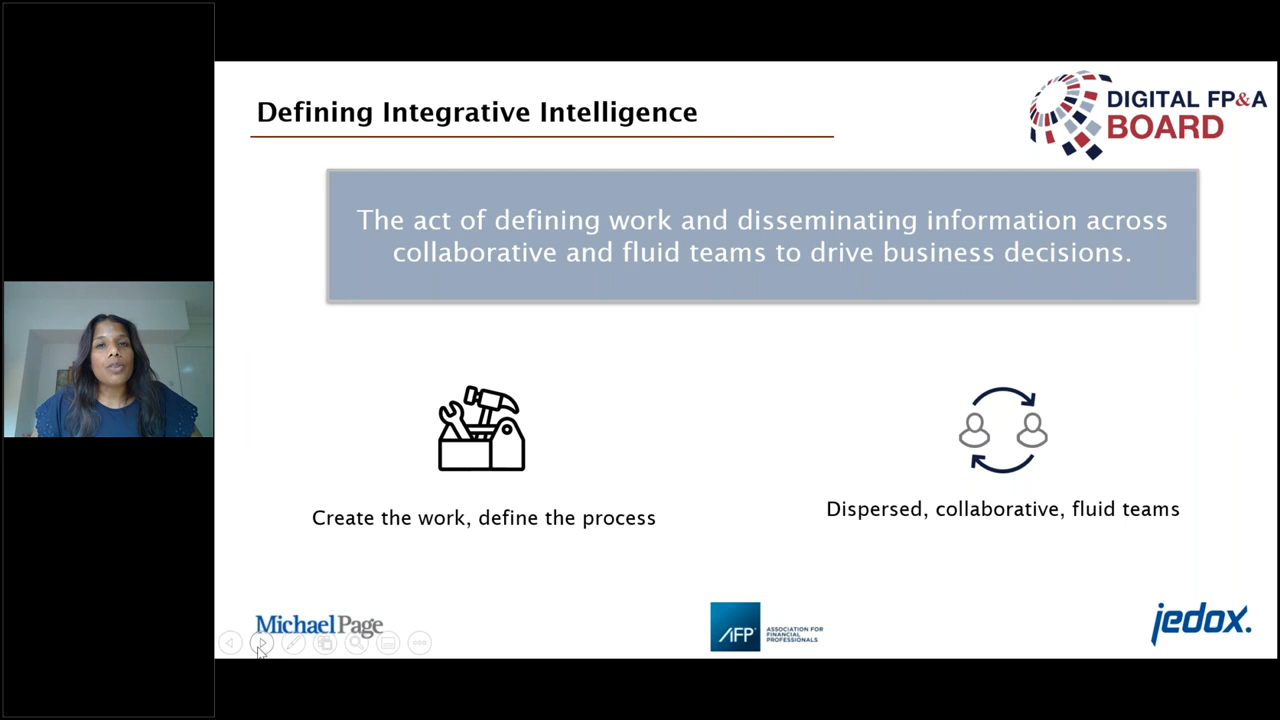 Defining Integrative Intelligence
DIGITAL FP&A
BOARD
The act of defining work and disseminating information across
collaborative and fluid teams to drive business decisions.
Create the work, define the process
Dispersed, collaborative, fluid teams
MichaelPage
AFP
ASSOCIATION FOR
FINANCIAL
PROFESSIONALS
jedox.